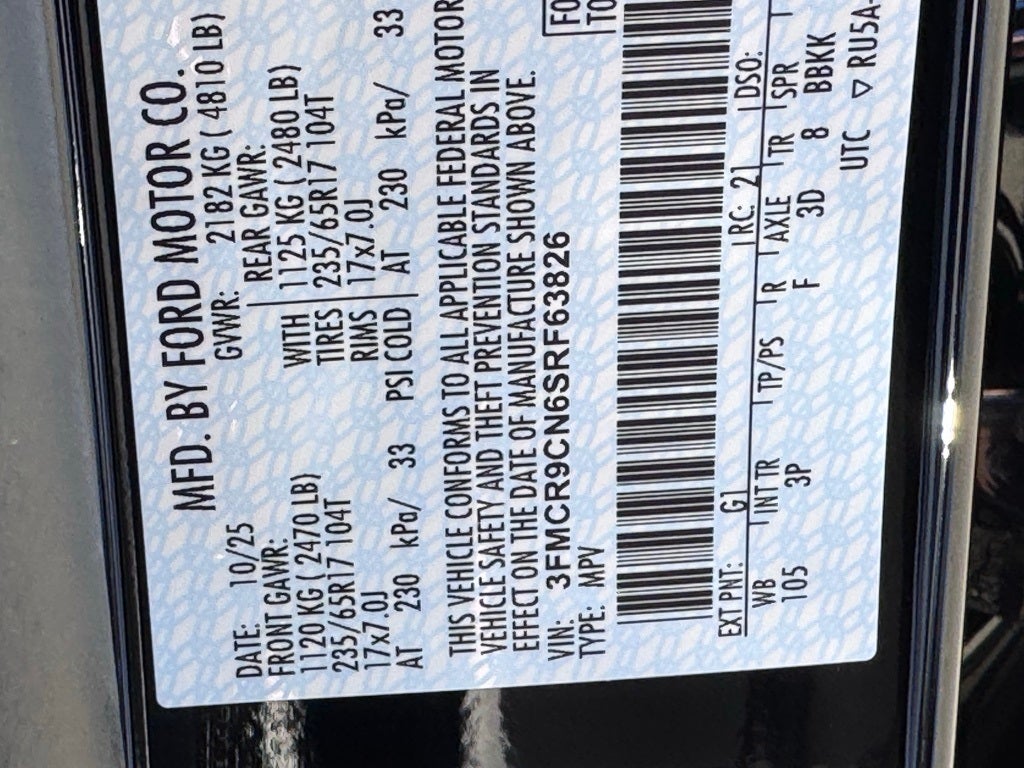 MFD. BY FORD MOTOR CO.
DATE: 10/25 GVWR: 2182 KG ( 4810 LB)
FRONT GAWR: REAR GAWR:
1120 KG ( 2470 LB) WITH 1125 KG ( 2480 LB)
235/65R17 104T TIRES 235/65R17 104T
17x7.0J RIMS 17x7.0J
AT 230 kPa/ 33 PSI COLD AT 230 kPa/ 33
THIS VEHICLE CONFORMS TO ALL APPLICABLE FEDERAL MOTOR
VEHICLE SAFETY AND THEFT PREVENTION STANDARDS IN
EFFECT ON THE DATE OF MANUFACTURE SHOWN ABOVE.
VIN: 3FMCR9CN6SRF63826
TYPE: MPV
EXT PNT: G1 RC: 21 DSO:
WB INT TR TP/PS R AXLE TR SPR
105 3P F 3D 8 BBKK
UTC ▽ RU5A-